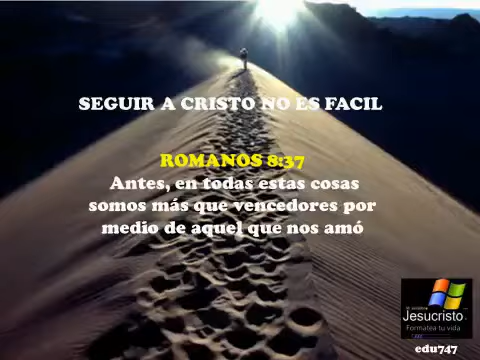 SEGUIR A CRISTO NO ES FACIL
ROMANOS 8:37
Antes, en todas estas cosas
somos más que vencedores por
medio de aquel que nos amó
Jesucristo
Formatea tu vida
edu747